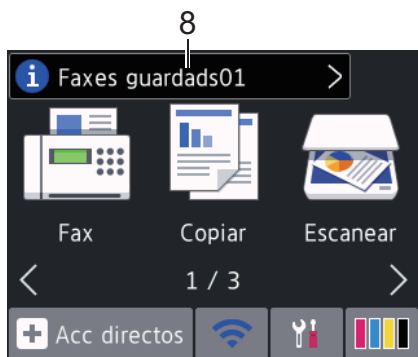 8
i Faxes guardads01 >
Fax Copiar Escanear
< 1 / 3 >
+ Acc directos